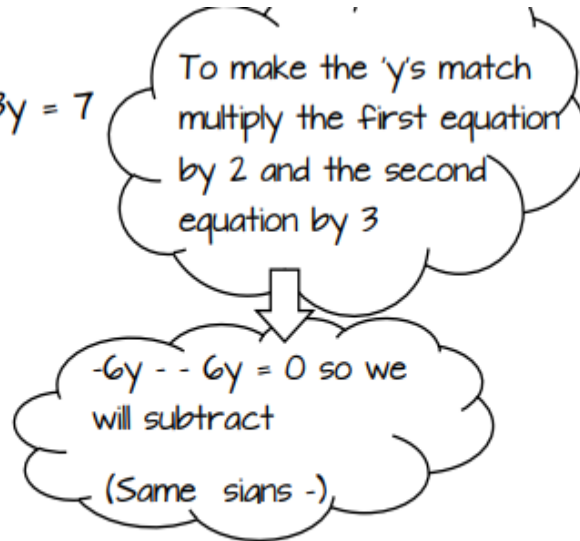 3y = 7
To make the 'y's match
multiply the first equation
by 2 and the second
equation by 3
-6y - - 6y = 0 so we
will subtract
(Same signs -)